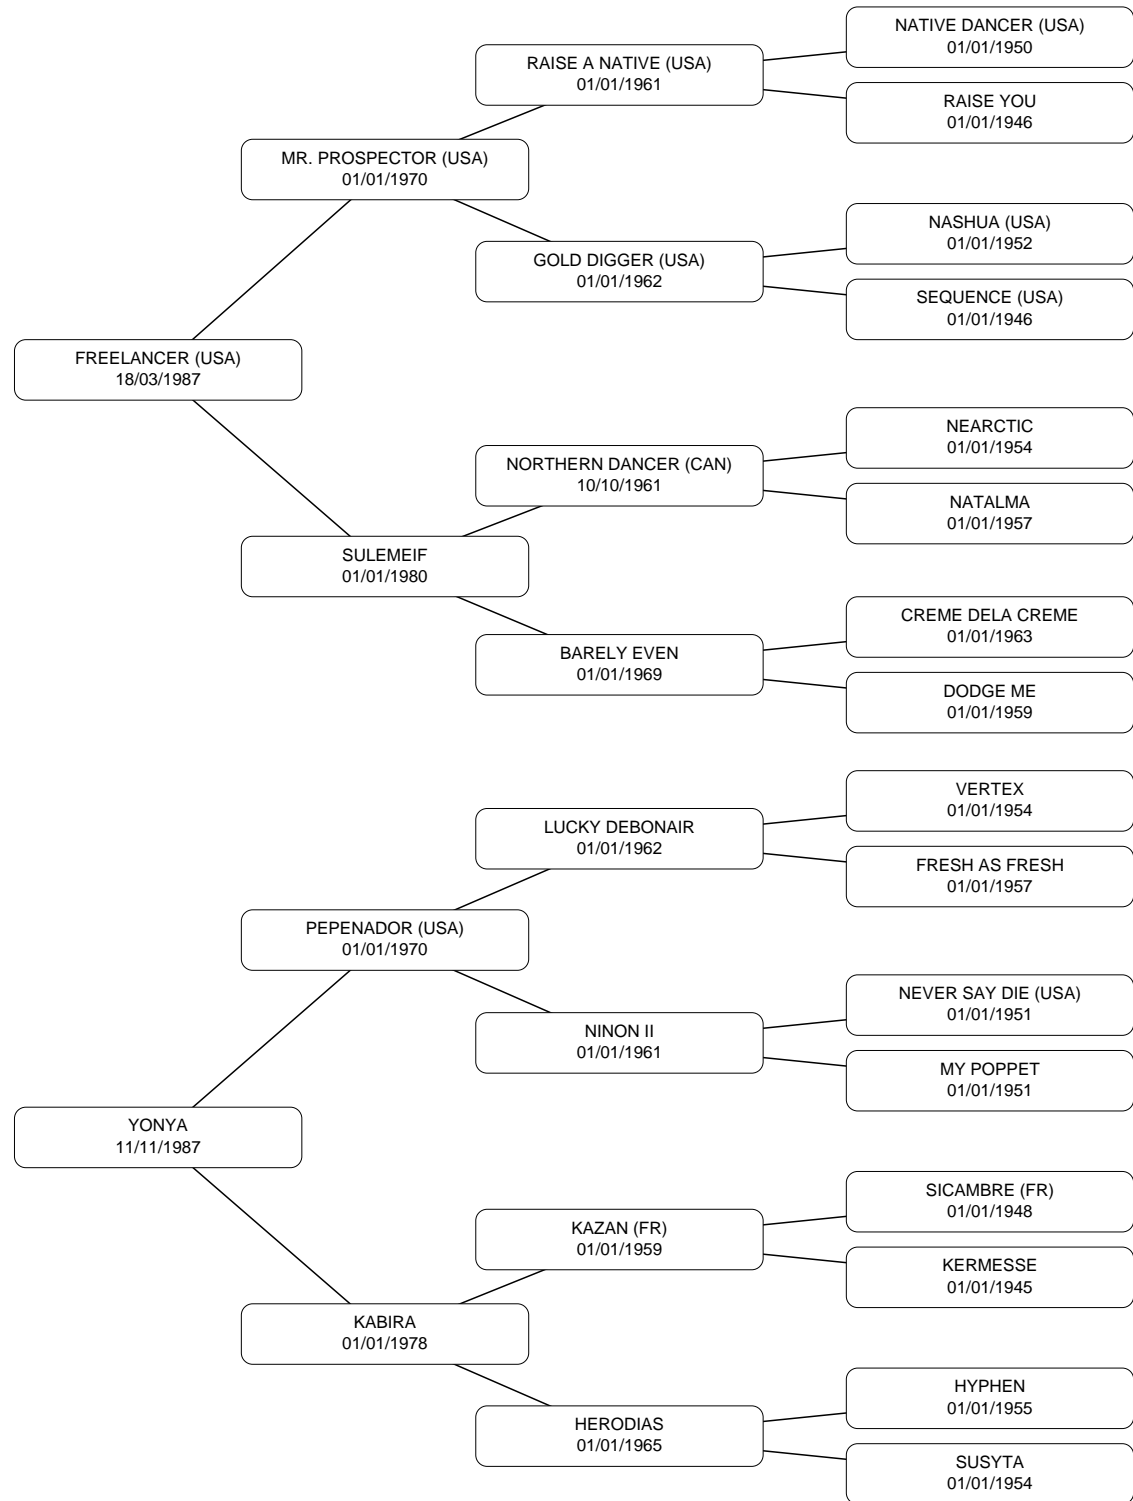 NATIVE DANCER (USA)
01/01/1950
RAISE A NATIVE (USA)
01/01/1961
RAISE YOU
01/01/1946
MR. PROSPECTOR (USA)
01/01/1970
NASHUA (USA)
01/01/1952
GOLD DIGGER (USA)
01/01/1962
SEQUENCE (USA)
01/01/1946
FREELANCER (USA)
18/03/1987
NEARCTIC
01/01/1954
NORTHERN DANCER (CAN)
10/10/1961
NATALMA
01/01/1957
SULEMEIF
01/01/1980
CREME DELA CREME
01/01/1963
BARELY EVEN
01/01/1969
DODGE ME
01/01/1959
VERTEX
01/01/1954
LUCKY DEBONAIR
01/01/1962
FRESH AS FRESH
01/01/1957
PEPENADOR (USA)
01/01/1970
NEVER SAY DIE (USA)
01/01/1951
NINON II
01/01/1961
MY POPPET
01/01/1951
YONYA
11/11/1987
SICAMBRE (FR)
01/01/1948
KAZAN (FR)
01/01/1959
KERMESSE
01/01/1945
KABIRA
01/01/1978
HYPHEN
01/01/1955
HERODIAS
01/01/1965
SUSYTA
01/01/1954